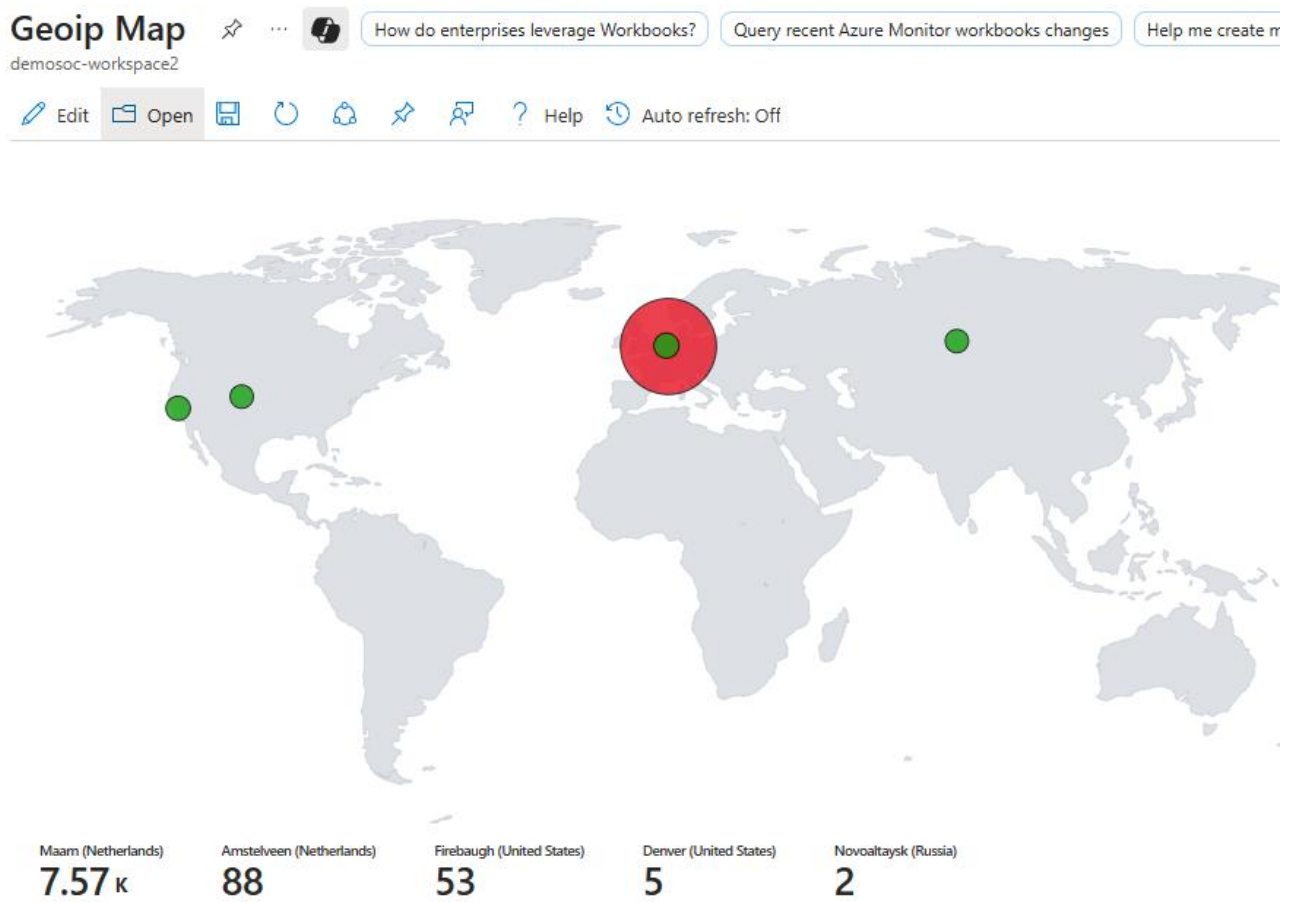 Geoip Map
... How do enterprises leverage Workbooks? Query recent Azure Monitor workbooks changes Help me create m
demosoc-workspace2
Edit Open Help Auto refresh: Off
Maarn (Netherlands) Amstelveen (Netherlands) Firebaugh (United States) Denver (United States) Novoaltaysk (Russia)
7.57 K 88 53 5 2